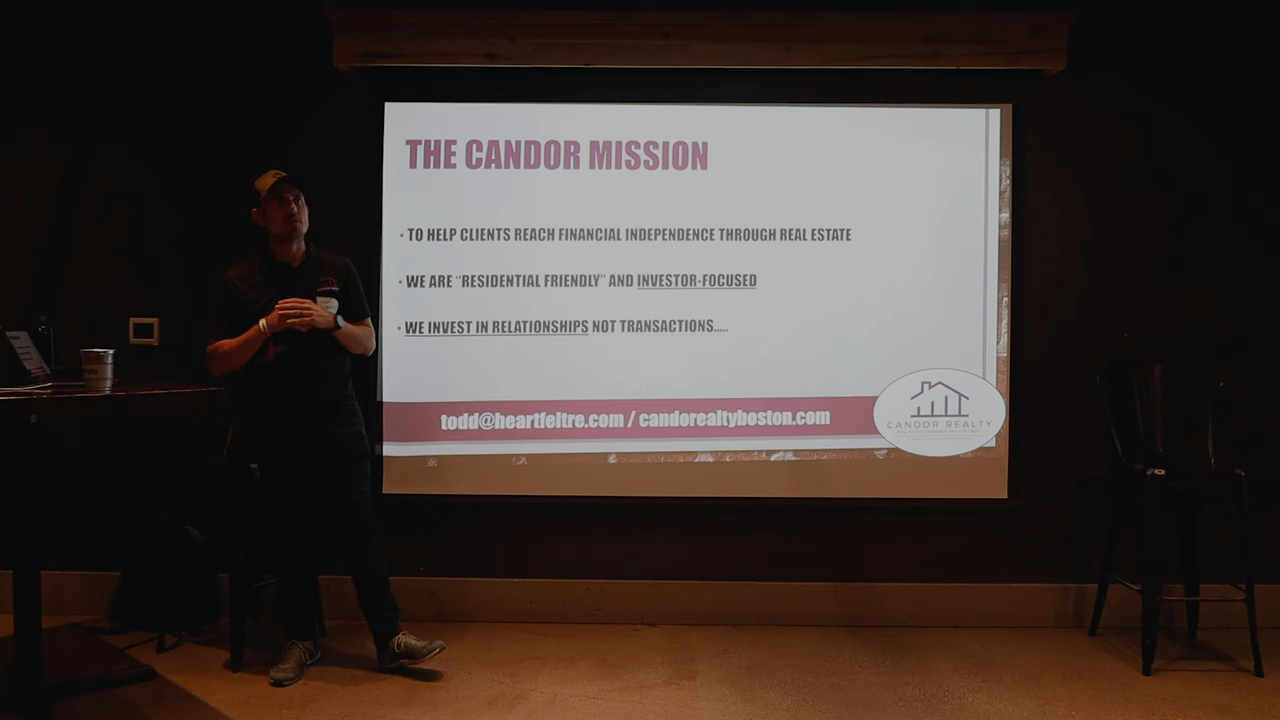 THE CANDOR MISSION
• TO HELP CLIENTS REACH FINANCIAL INDEPENDENCE THROUGH REAL ESTATE
• WE ARE “RESIDENTIAL FRIENDLY” AND INVESTOR-FOCUSED
• WE INVEST IN RELATIONSHIPS NOT TRANSACTIONS.....
todd@heartfeltre.com / candorealtyboston.com
CANDOR REALTY